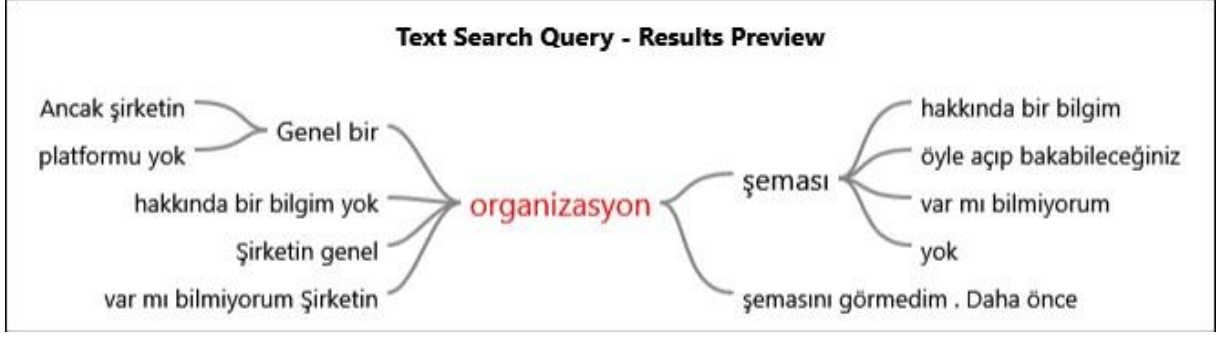 Text Search Query - Results Preview
Ancak şirketin
platformu yok
Genel bir
hakkında bir bilgim yok
Şirketin genel
var mı bilmiyorum Şirketin
organizasyon
şeması
hakkında bir bilgim
öyle açıp bakabileceğiniz
var mı bilmiyorum
yok
şemasını görmedim . Daha önce